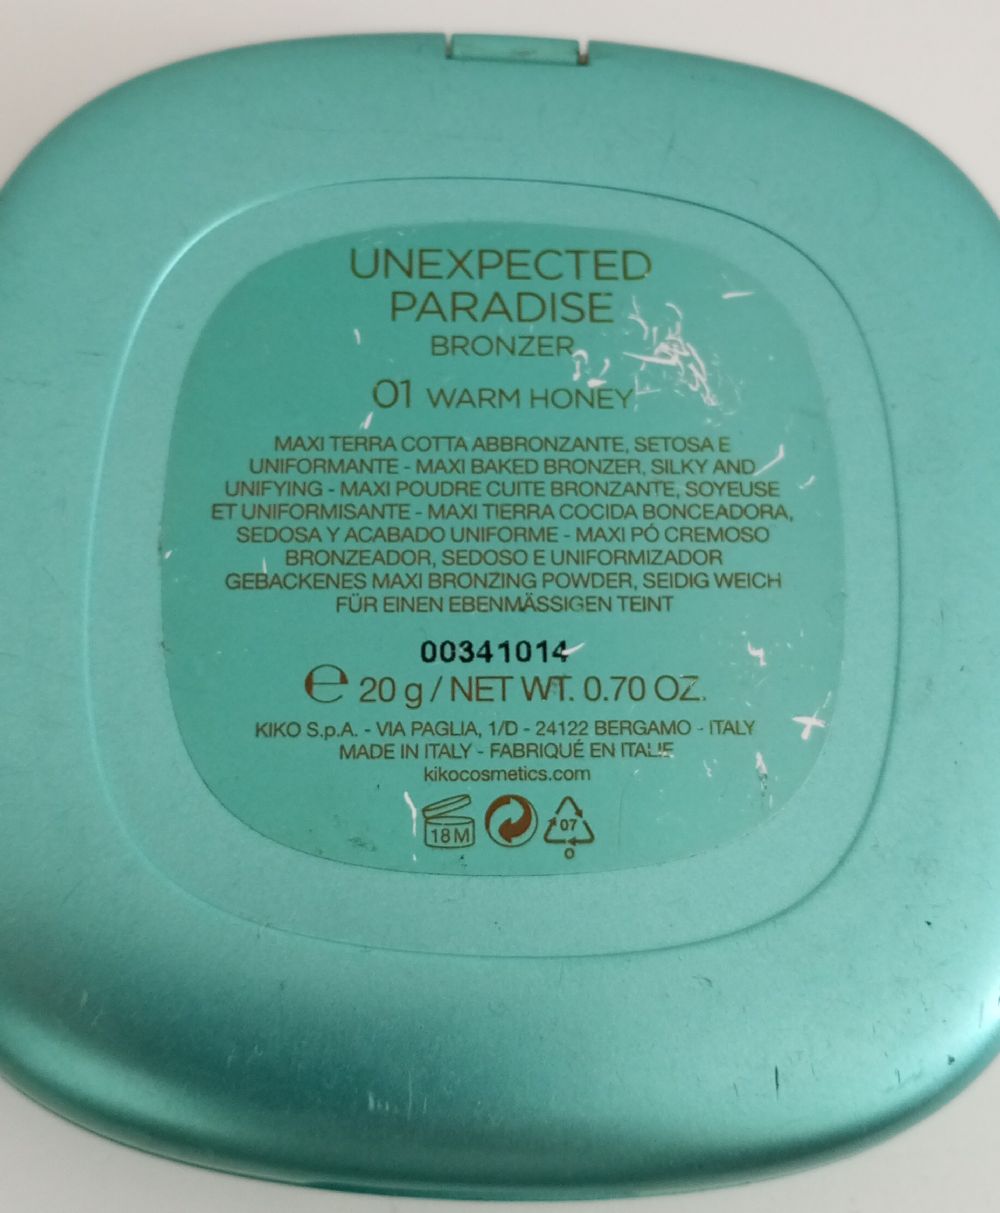 UNEXPECTED
PARADISE
BRONZER
01 WARM HONEY
MAXI TERRA COTTA ABBRONZANTE, SETOSA E
UNIFORMANTE - MAXI BAKED BRONZER, SILKY AND
UNIFYING - MAXI POUDRE CUITE BRONZANTE, SOYEUSE
ET UNIFORMISANTE - MAXI TIERRA COCIDA BONCEADORA,
SEDOSA Y ACABADO UNIFORME - MAXI PÓ CREMOSO
BRONZEADOR, SEDOSO E UNIFORMIZADOR
GEBACKENES MAXI BRONZING POWDER, SEIDIG WEICH
FÜR EINEN EBENMÄSSIGEN TEINT
00341014
℮ 20 g / NET WT. 0.70 OZ.
KIKO S.p.A. - VIA PAGLIA, 1/D - 24122 BERGAMO - ITALY
MADE IN ITALY - FABRIQUÉ EN ITALIE
kikocosmetics.com
18 M
07
O